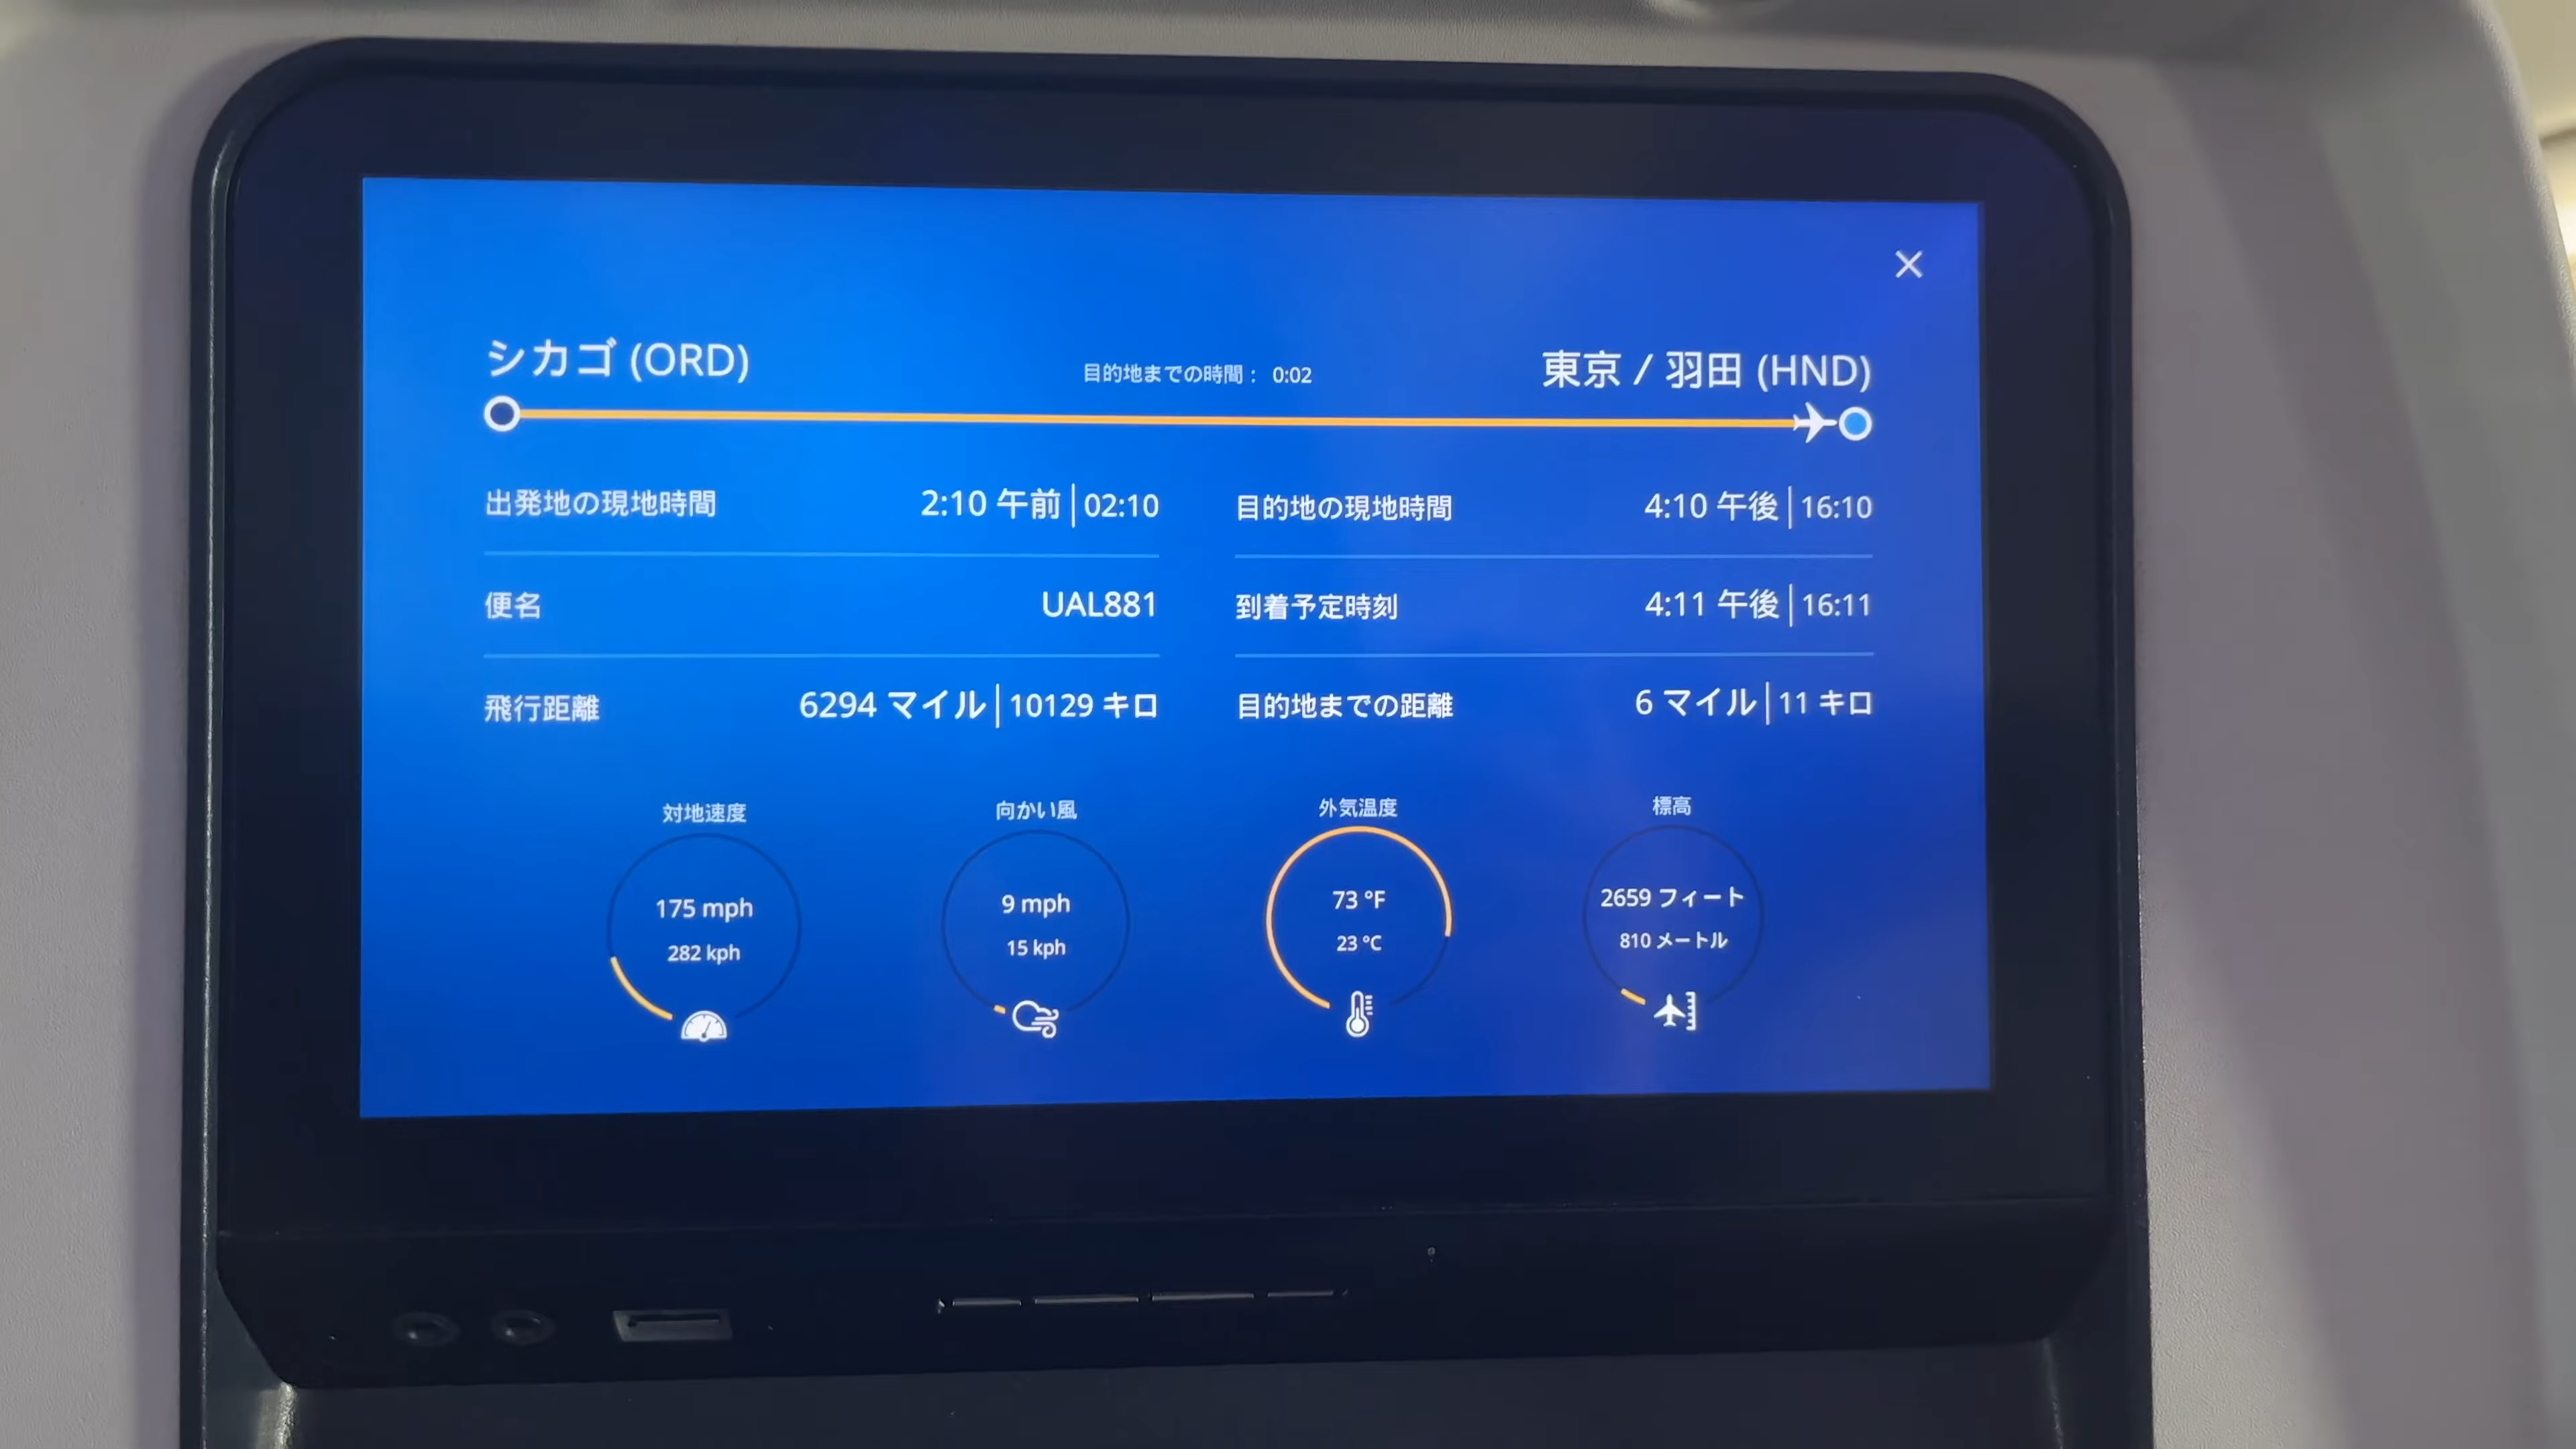 シカゴ (ORD)
目的地までの時間： 0:02
東京 / 羽田 (HND)
出発地の現地時間 2:10 午前 | 02:10
目的地の現地時間 4:10 午後 | 16:10
便名 UAL881
到着予定時刻 4:11 午後 | 16:11
飛行距離 6294 マイル | 10129 キロ
目的地までの距離 6 マイル | 11 キロ
対地速度
175 mph
282 kph
向かい風
9 mph
15 kph
外気温度
73 °F
23 °C
標高
2659 フィート
810 メートル